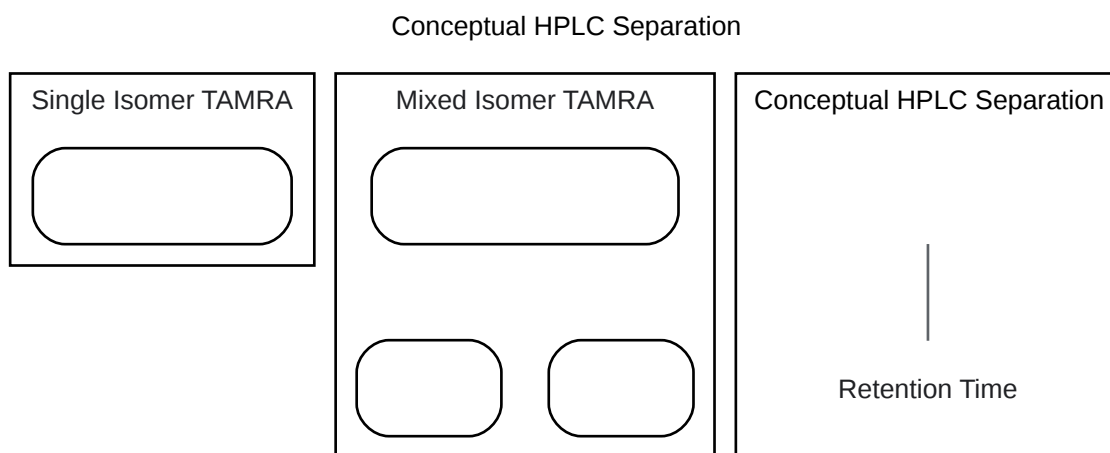 Conceptual HPLC Separation
Single Isomer TAMRA
Mixed Isomer TAMRA
Conceptual HPLC Separation
Retention Time